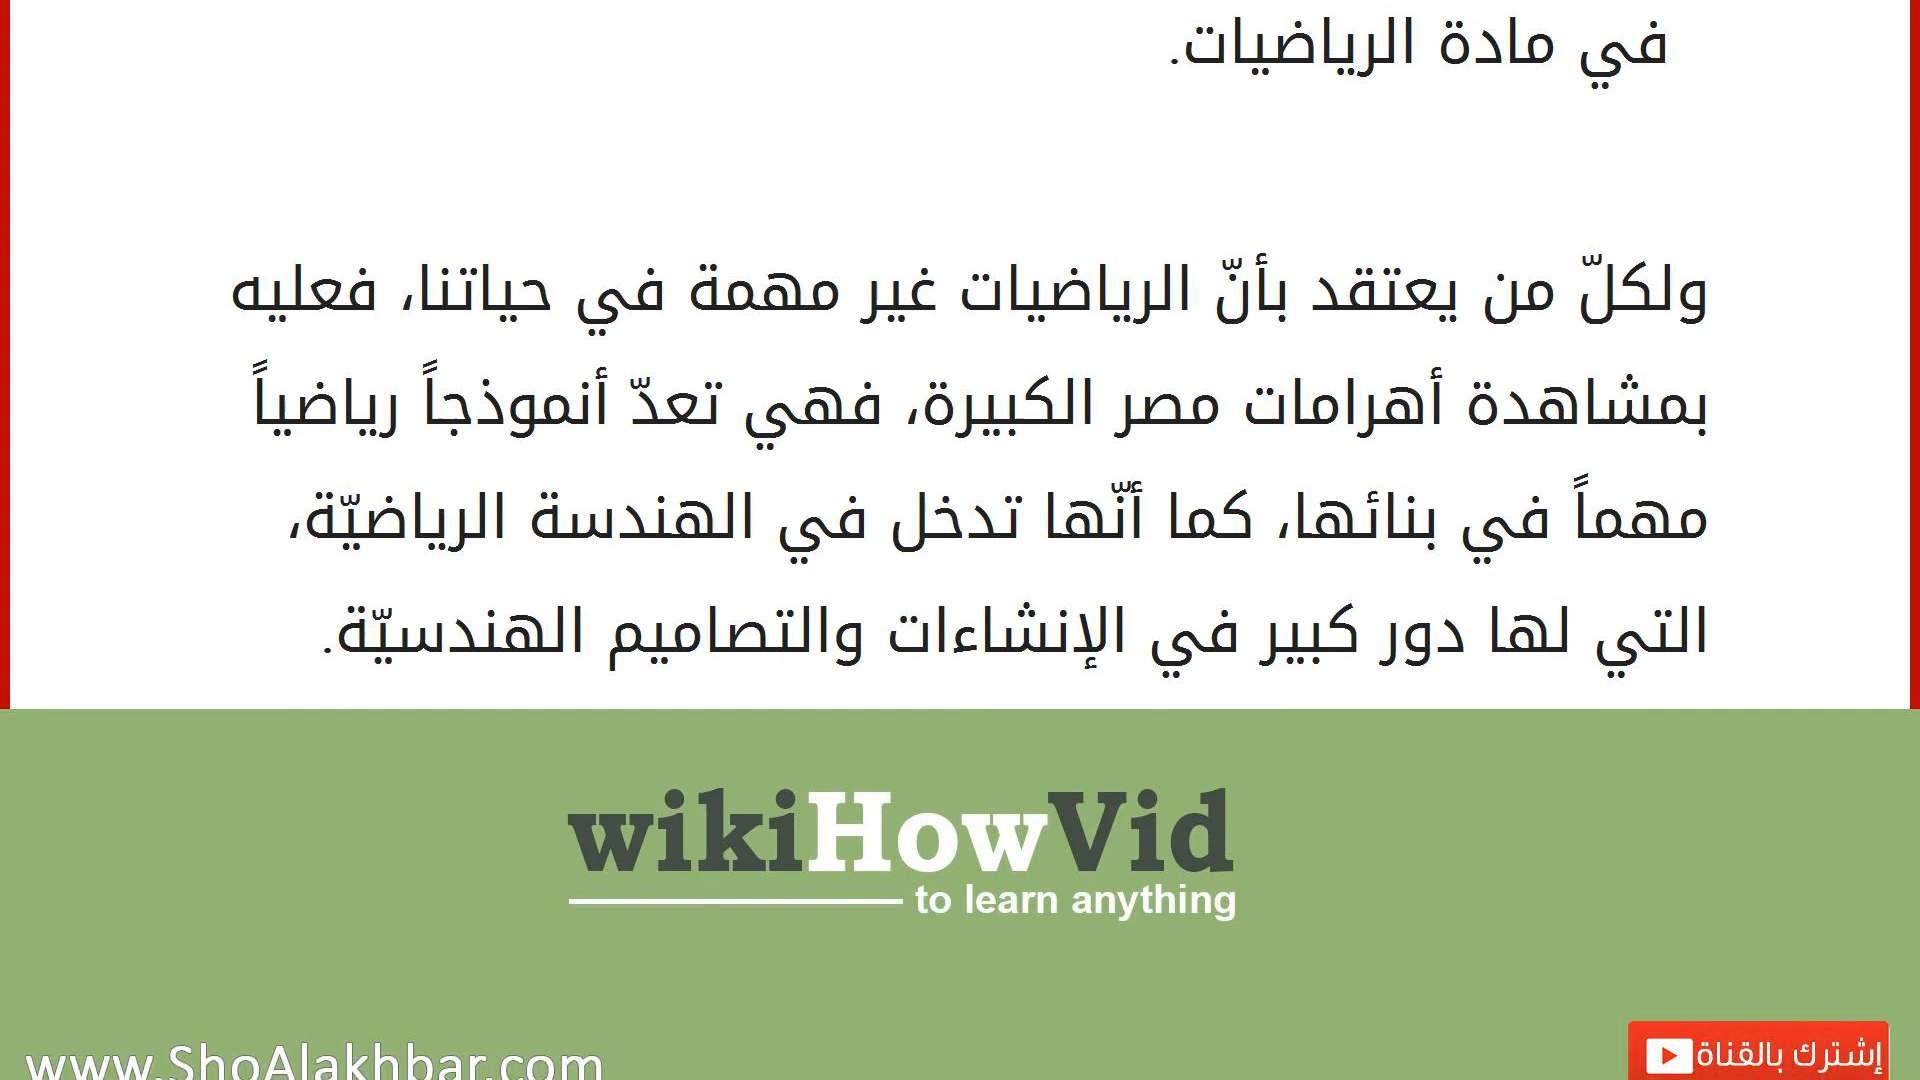 في مادة الرياضيات.
ولكلّ من يعتقد بأنّ الرياضيات غير مهمة في حياتنا، فعليه
بمشاهدة أهرامات مصر الكبيرة، فهي تعدّ أنموذجاً رياضياً
مهماً في بنائها، كما أنّها تدخل في الهندسة الرياضيّة،
التي لها دور كبير في الإنشاءات والتصاميم الهندسيّة.
wikiHowVid
to learn anything
www.ShoAlakhbar.com
إشترك بالقناة